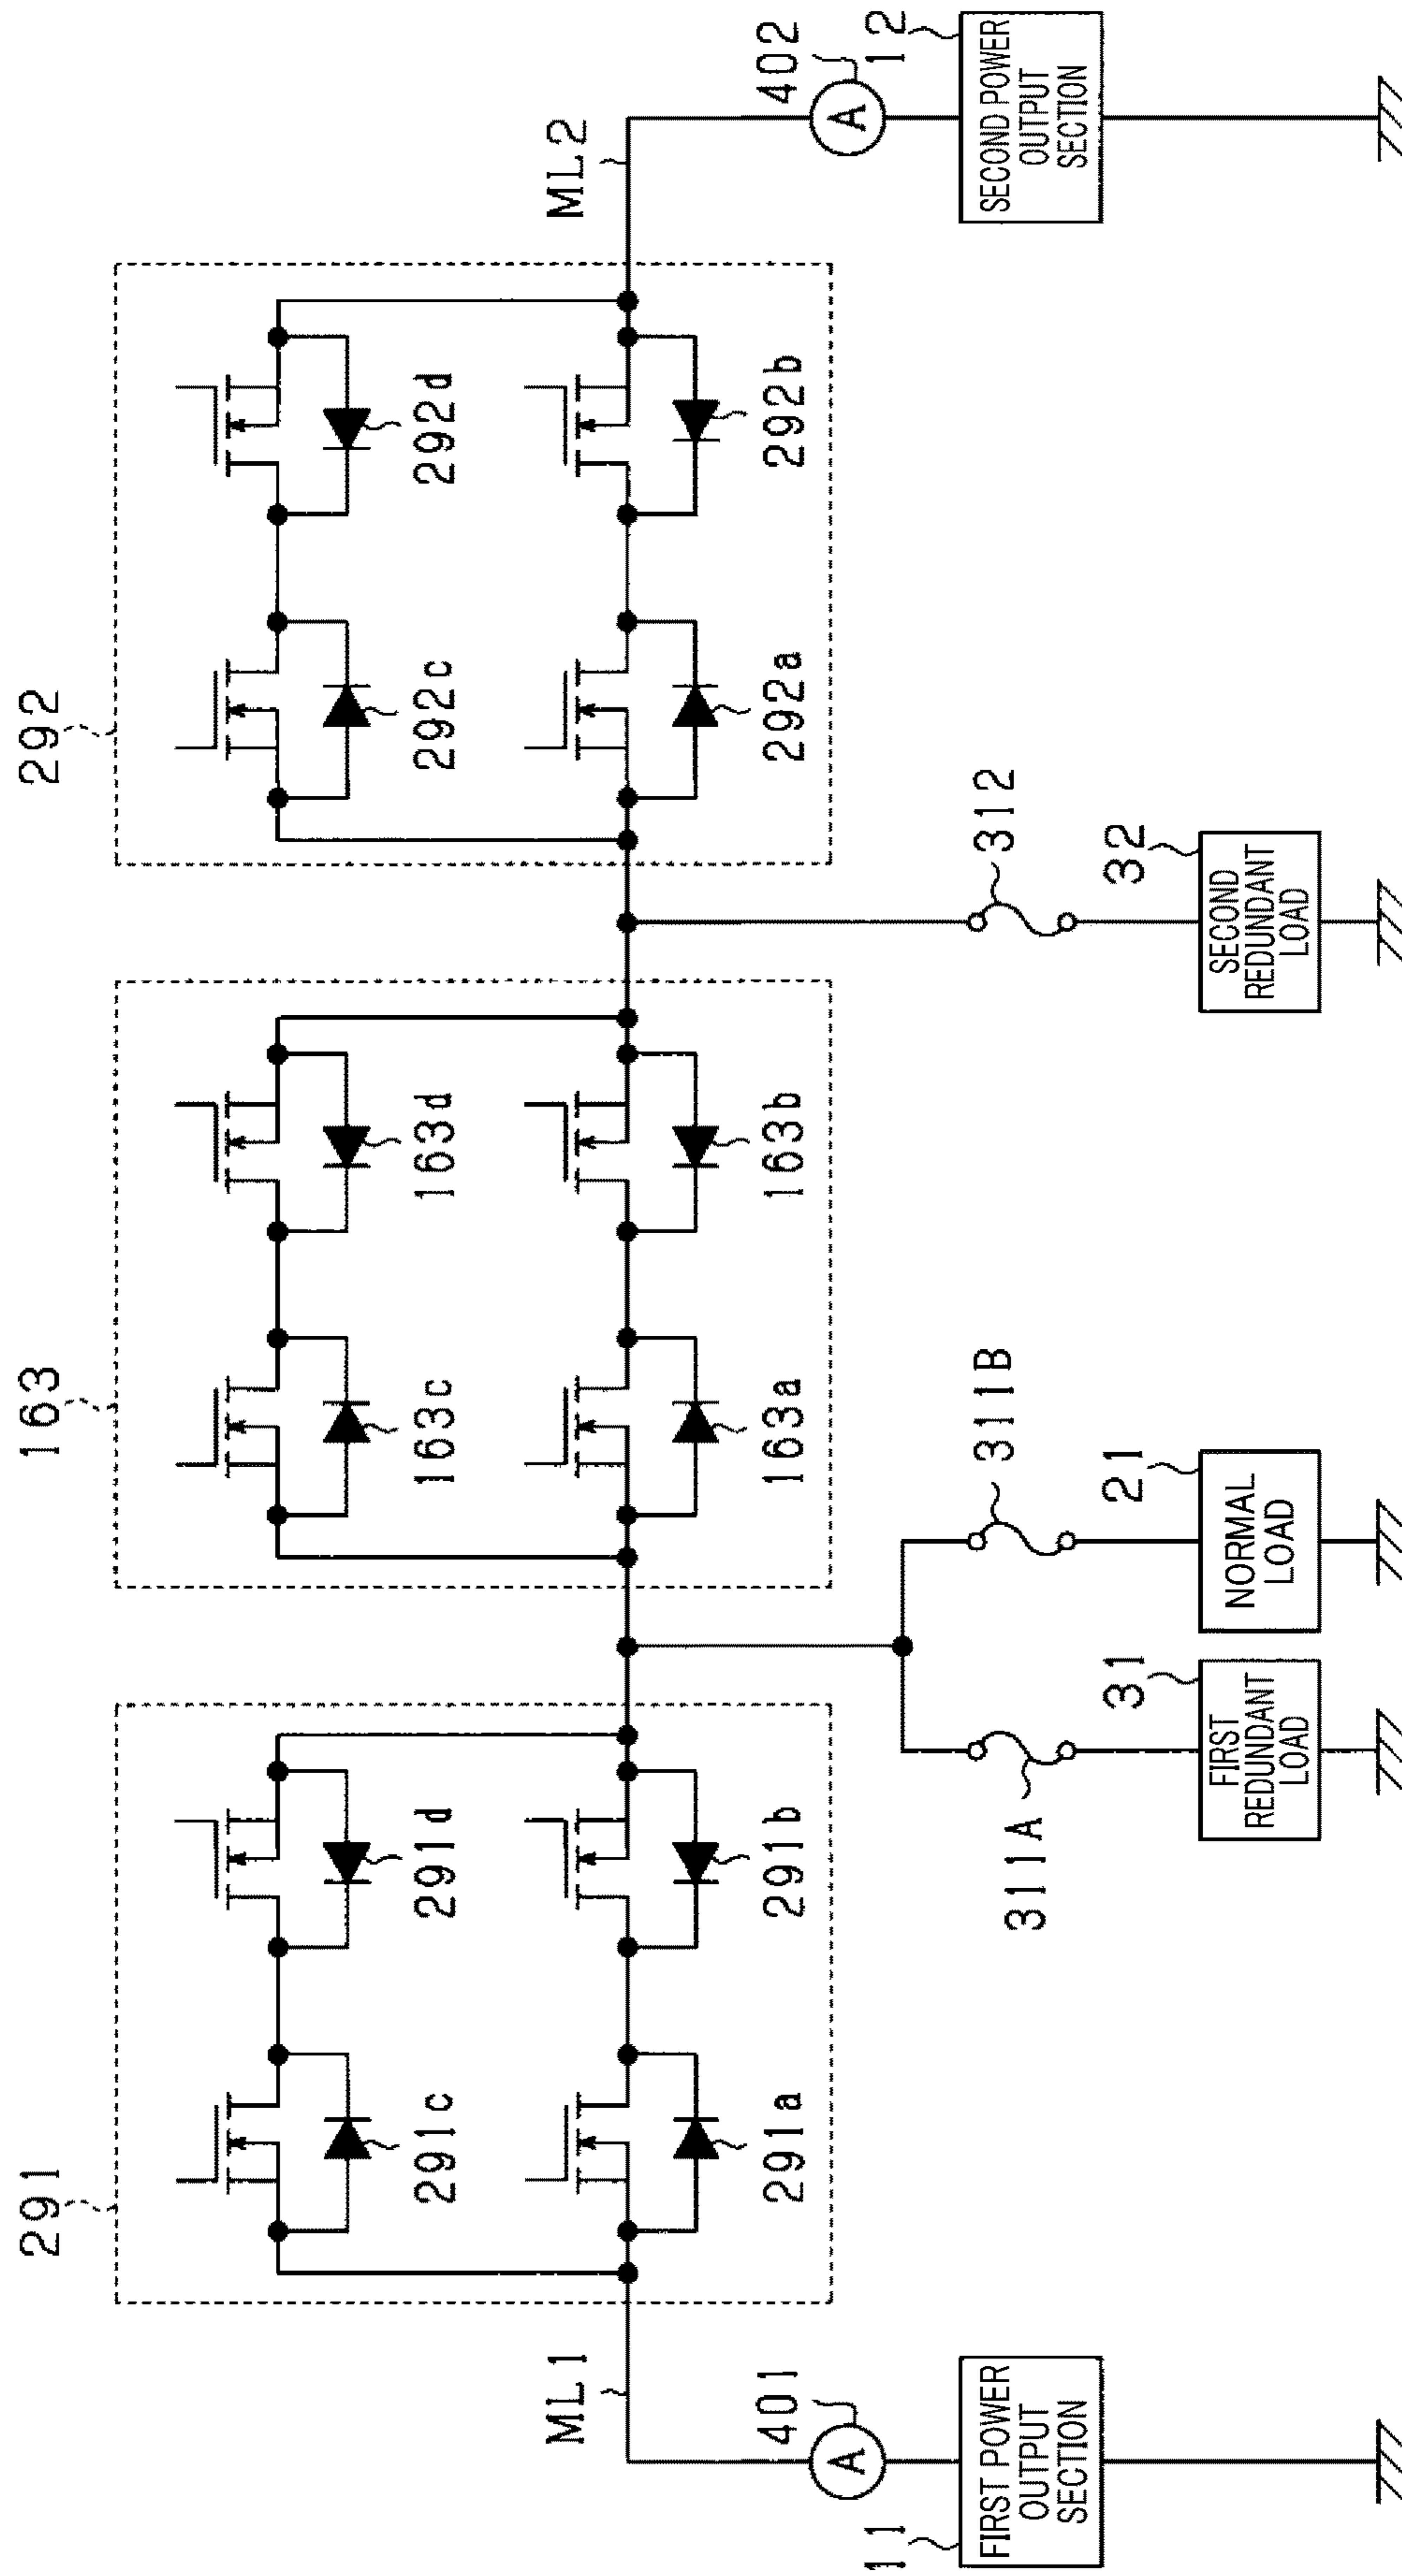 291
163
292
291c
291d
163c
163d
292c
292d
291a
291b
163a
163b
292a
292b
ML1
ML2
401
A
402
A
311A
311B
312
11
FIRST POWER
OUTPUT
SECTION
31
FIRST
REDUNDANT
LOAD
21
NORMAL
LOAD
32
SECOND
REDUNDANT
LOAD
12
SECOND POWER
OUTPUT
SECTION